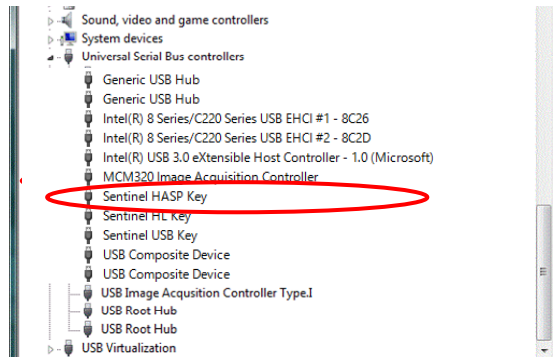 Sound, video and game controllers
System devices
Universal Serial Bus controllers
Generic USB Hub
Generic USB Hub
Intel(R) 8 Series/C220 Series USB EHCI #1 - 8C26
Intel(R) 8 Series/C220 Series USB EHCI #2 - 8C2D
Intel(R) USB 3.0 eXtensible Host Controller - 1.0 (Microsoft)
MCM320 Image Acquisition Controller
Sentinel HASP Key
Sentinel HL Key
Sentinel USB Key
USB Composite Device
USB Composite Device
USB Image Acqusition Controller Type.I
USB Root Hub
USB Root Hub
USB Virtualization